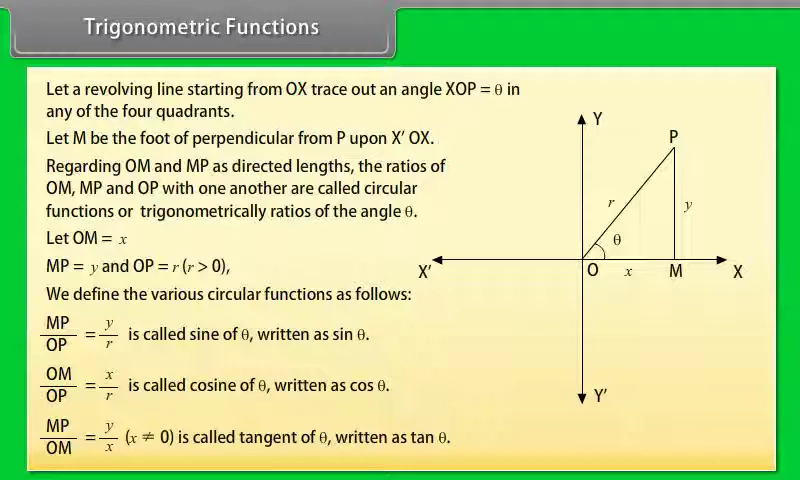 Trigonometric Functions
Let a revolving line starting from OX trace out an angle XOP = θ in
any of the four quadrants.
Let M be the foot of perpendicular from P upon X′ OX.
Regarding OM and MP as directed lengths, the ratios of
OM, MP and OP with one another are called circular
functions or trigonometrically ratios of the angle θ.
Let OM = x
MP = y and OP = r (r > 0),
We define the various circular functions as follows:
MP/OP = y/r is called sine of θ, written as sin θ.
OM/OP = x/r is called cosine of θ, written as cos θ.
MP/OM = y/x (x ≠ 0) is called tangent of θ, written as tan θ.
Y
P
r
y
θ
X′
O
x
M
X
Y′